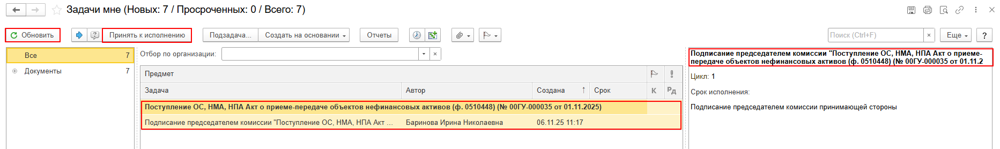 Задачи мне (Новых: 7 / Просроченных: 0 / Всего: 7)
Обновить
Принять к исполнению
Подзадача...
Создать на основании
Отчеты
Поиск (Ctrl+F)
×
Еще
?
Все 7
Документы 7
Отбор по организации:
×
Предмет
Задача Автор Создана ↑ Срок К Рд
Поступление ОС, НМА, НПА Акт о приеме-передаче объектов нефинансовых активов (ф. 0510448) (№ 00ГУ-000035 от 01.11.2025)
Подписание председателем комиссии "Поступление ОС, НМА, НПА Акт ... Баринова Ирина Николаевна 06.11.25 11:17
Подписание председателем комиссии "Поступление ОС, НМА, НПА Акт о приеме-
передаче объектов нефинансовых активов (ф. 0510448) (№ 00ГУ-000035 от 01.11.2
Цикл: 1
Срок исполнения:
Подписание председателем комиссии принимающей стороны